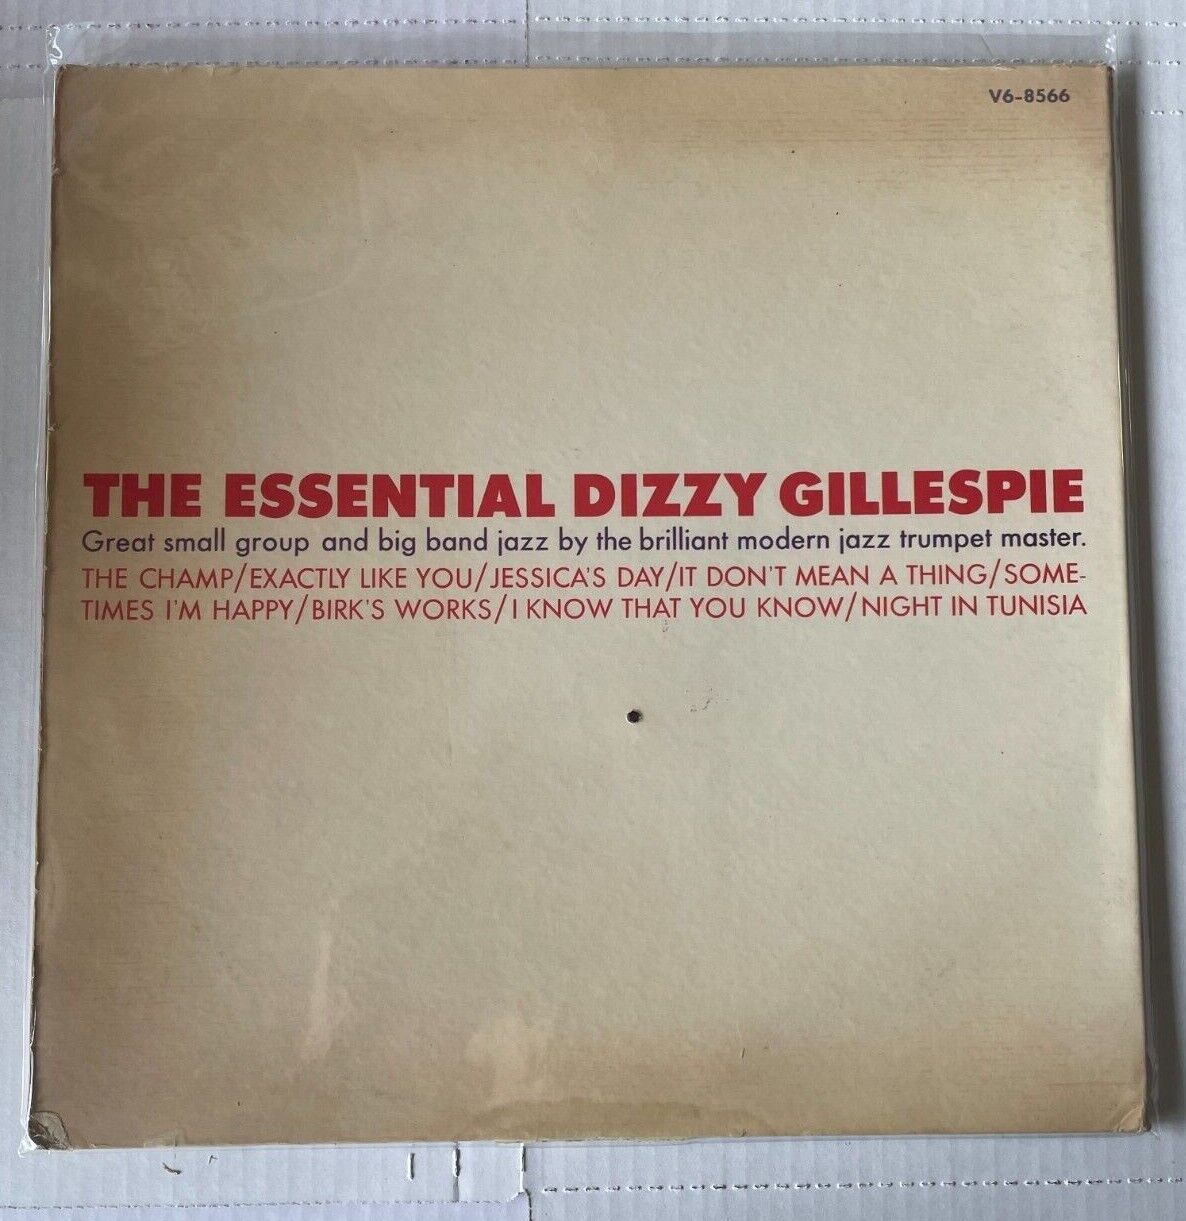 V6-8566
THE ESSENTIAL DIZZY GILLESPIE
Great small group and big band jazz by the brilliant modern jazz trumpet master.
THE CHAMP/EXACTLY LIKE YOU/JESSICA'S DAY/IT DON'T MEAN A THING/SOME-
TIMES I'M HAPPY/BIRK'S WORKS/I KNOW THAT YOU KNOW/NIGHT IN TUNISIA